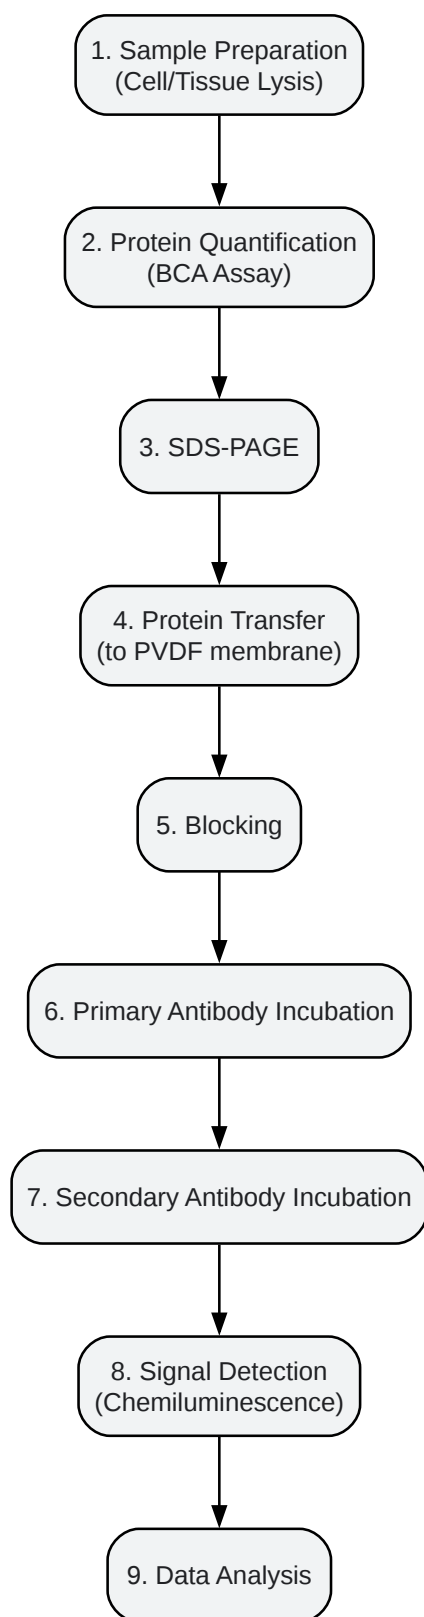 1. Sample Preparation
(Cell/Tissue Lysis)
2. Protein Quantification
(BCA Assay)
3. SDS-PAGE
4. Protein Transfer
(to PVDF membrane)
5. Blocking
6. Primary Antibody Incubation
7. Secondary Antibody Incubation
8. Signal Detection
(Chemiluminescence)
9. Data Analysis